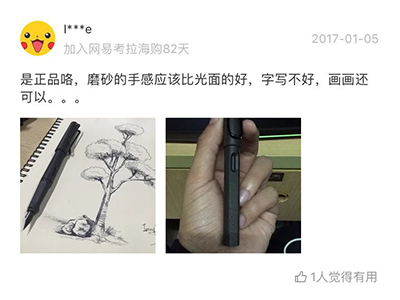 l***e
2017-01-05
加入网易考拉海购82天
是正品咯，磨砂的手感应该比光面的好，字写不好，画画还
可以。。。
1人觉得有用